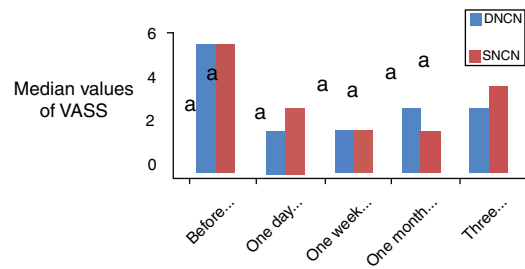 6
4
2
0
Median values
of VASS
DNCN
SNCN
a
a
a
a
a
a
a
Before...
One day...
One week...
One month...
Three...